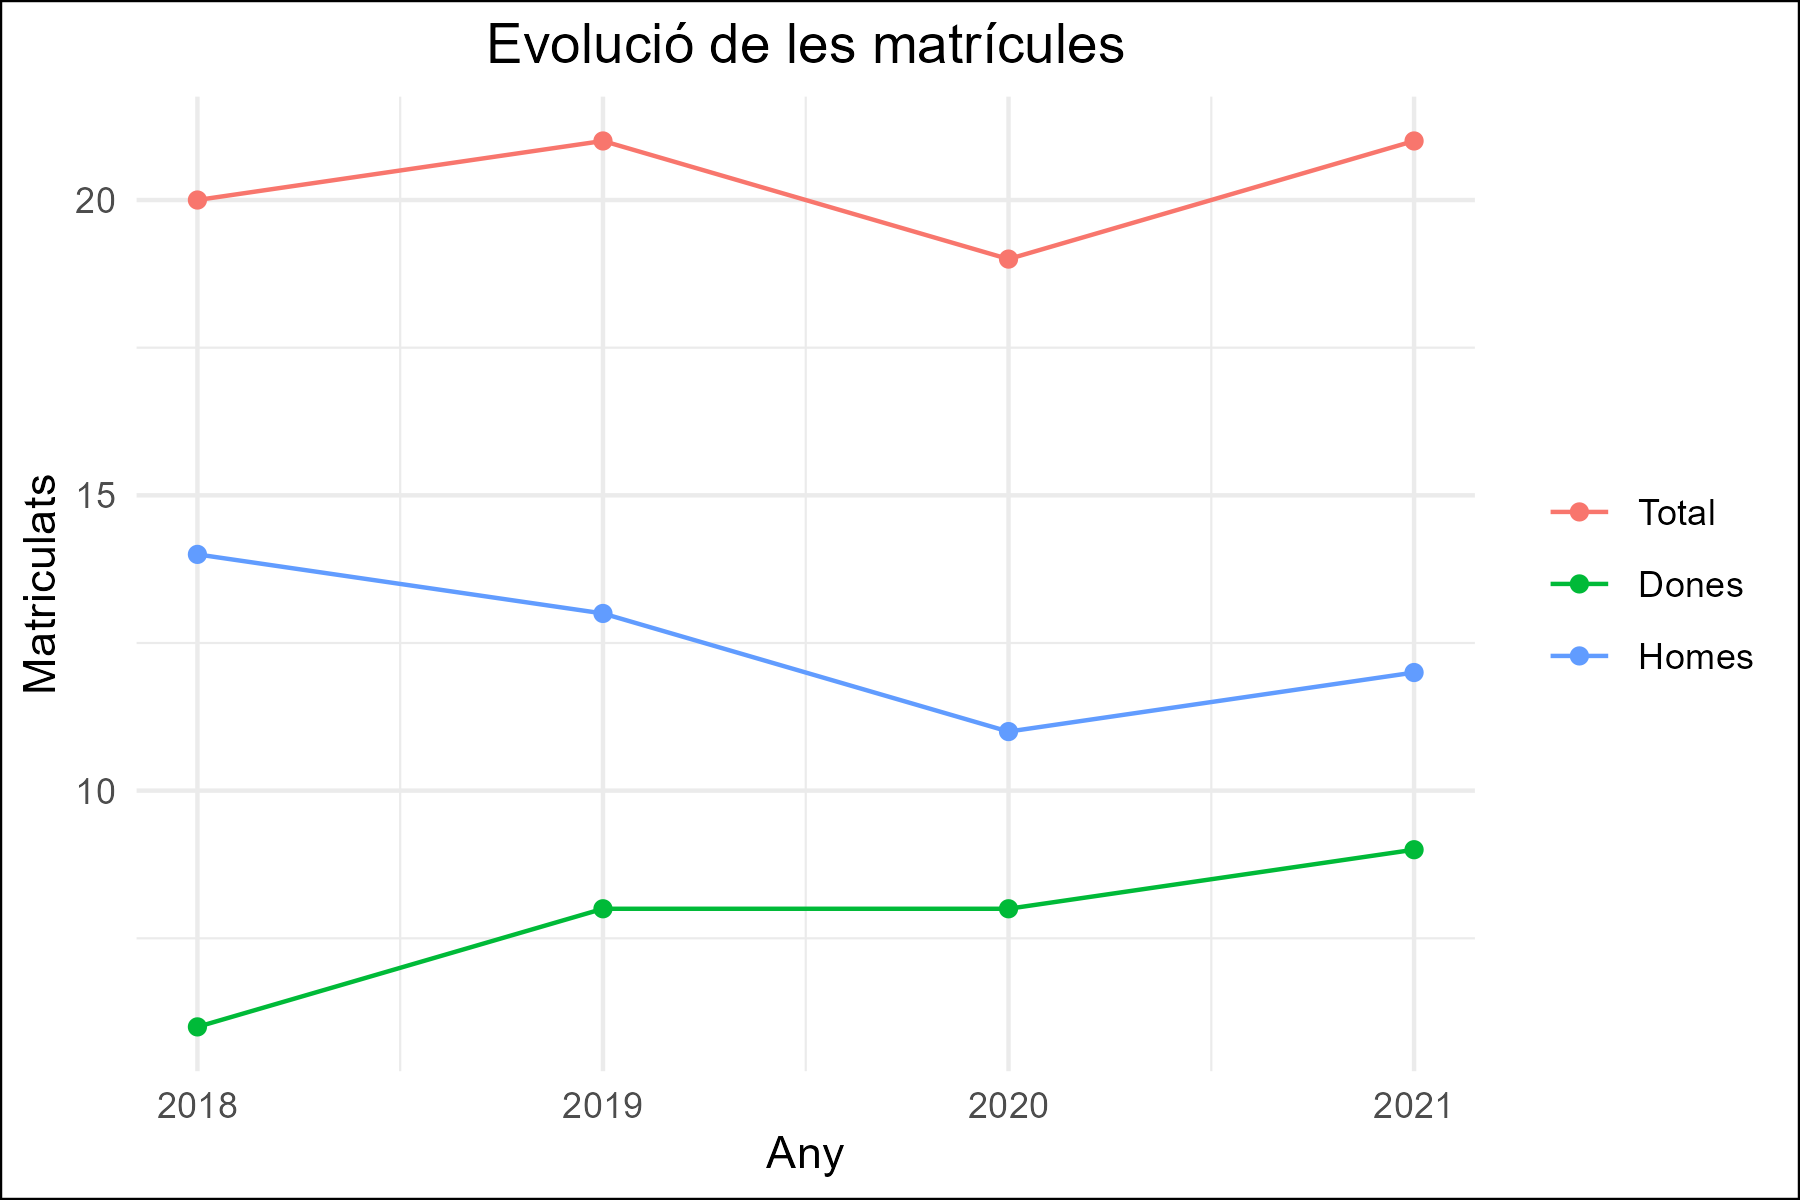 Evolució de les matrícules
Matriculats
20
15
10
2018
2019
2020
2021
Any
Total
Dones
Homes